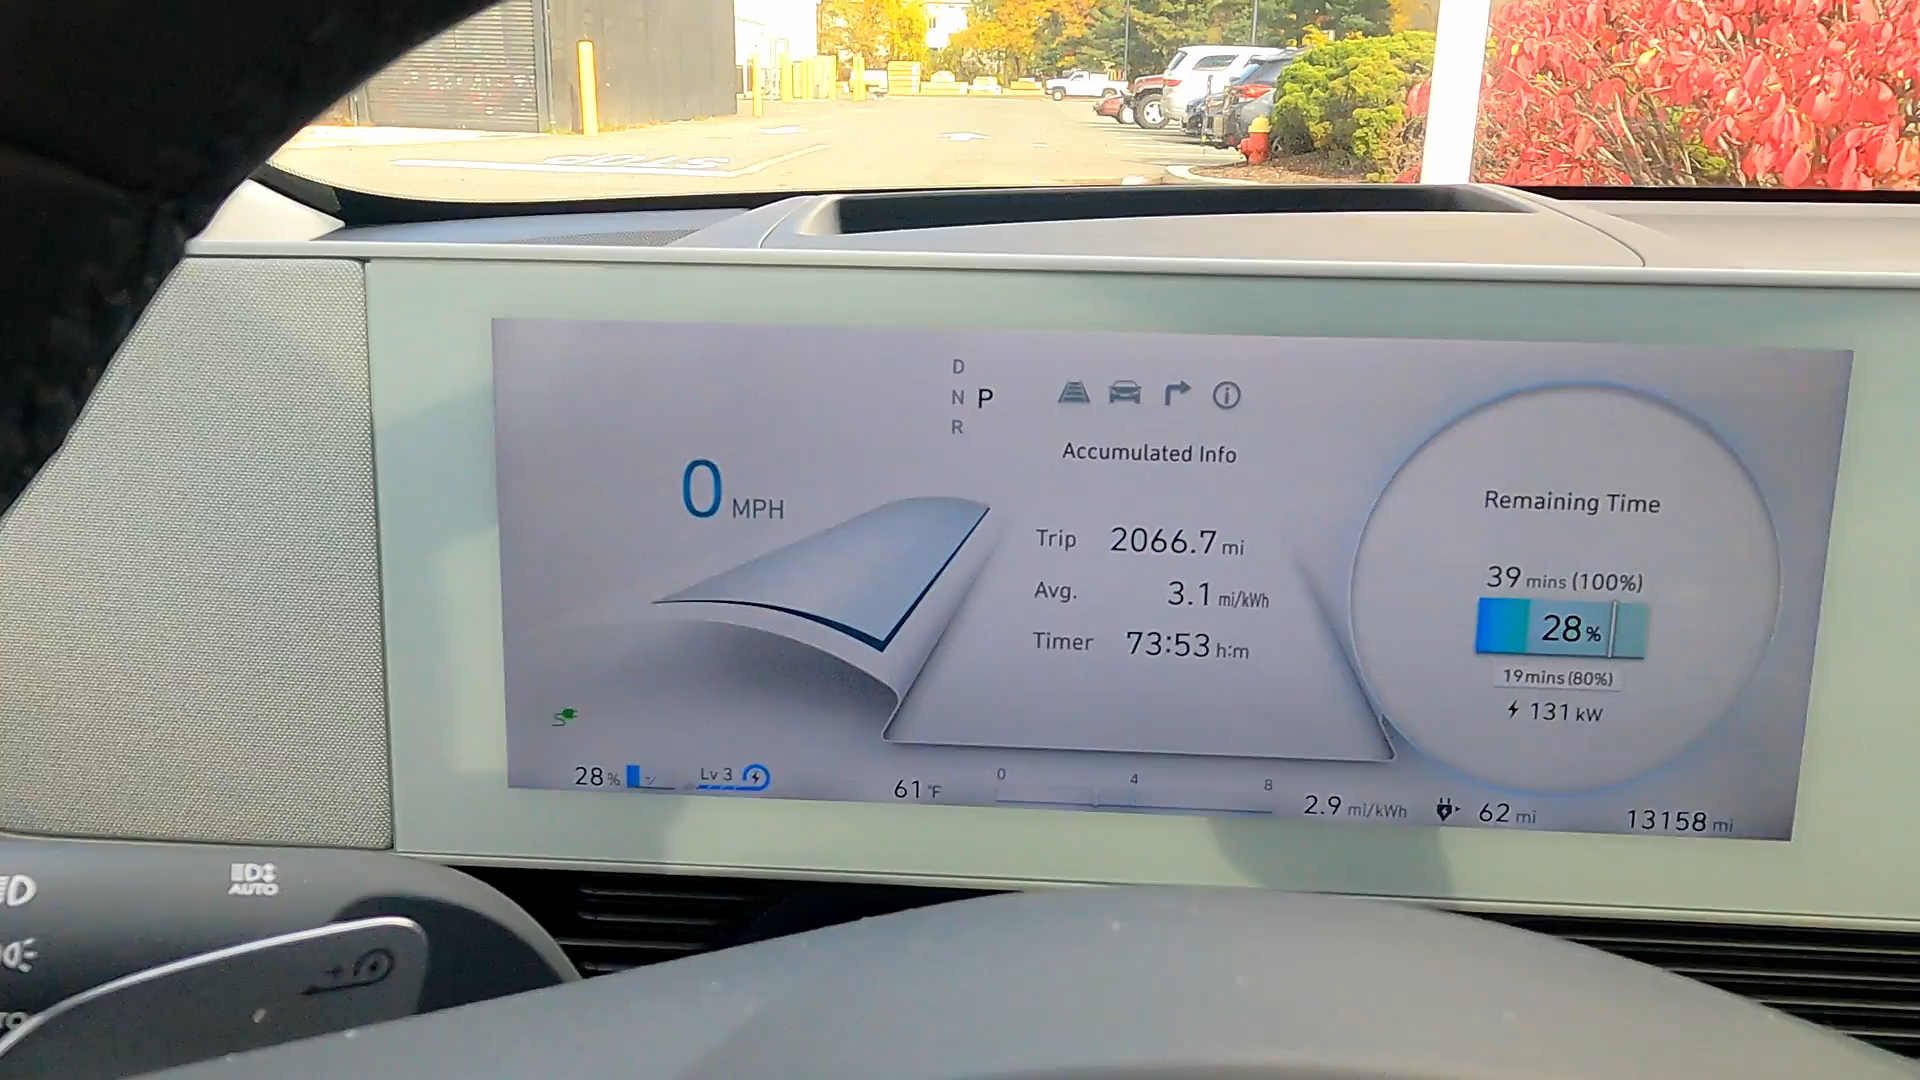 STOP
D
N P
R
Accumulated Info
0 MPH
Trip 2066.7 mi
Avg. 3.1 mi/kWh
Timer 73:53 h:m
Remaining Time
39 mins (100%)
28%
19mins (80%)
131 kW
28% Lv 3
61 °F
0 4 8
2.9 mi/kWh
62 mi
13158 mi
AUTO